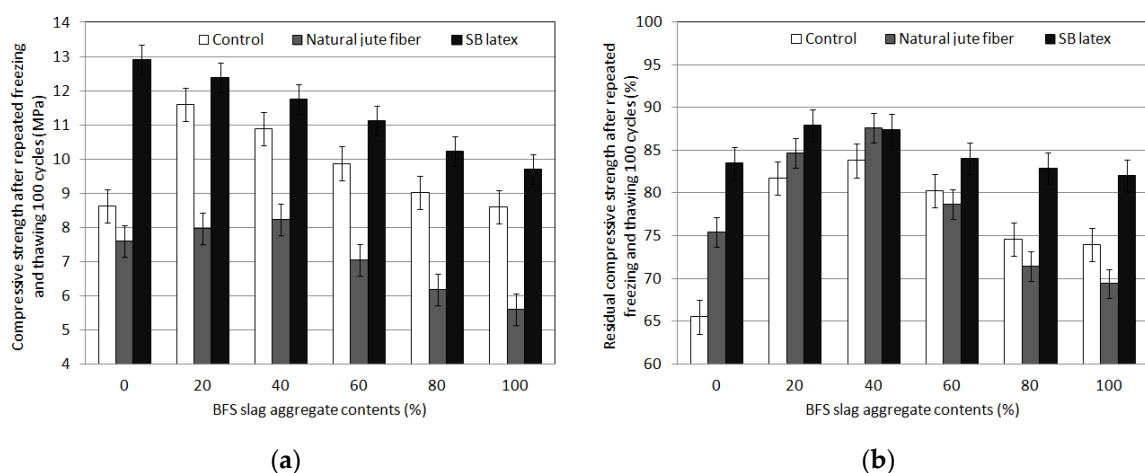 Compressive strength after repeated freezing
and thawing 100 cycles (MPa)
14
13
12
11
10
9
8
7
6
5
4
Control
Natural jute fiber
SB latex
0 20 40 60 80 100
BFS slag aggregate contents (%)
(a)
Residual compressive strength after repeated
freezing and thawing 100 cycles (%)
100
95
90
85
80
75
70
65
60
Control
Natural jute fiber
SB latex
0 20 40 60 80 100
BFS slag aggregate contents (%)
(b)